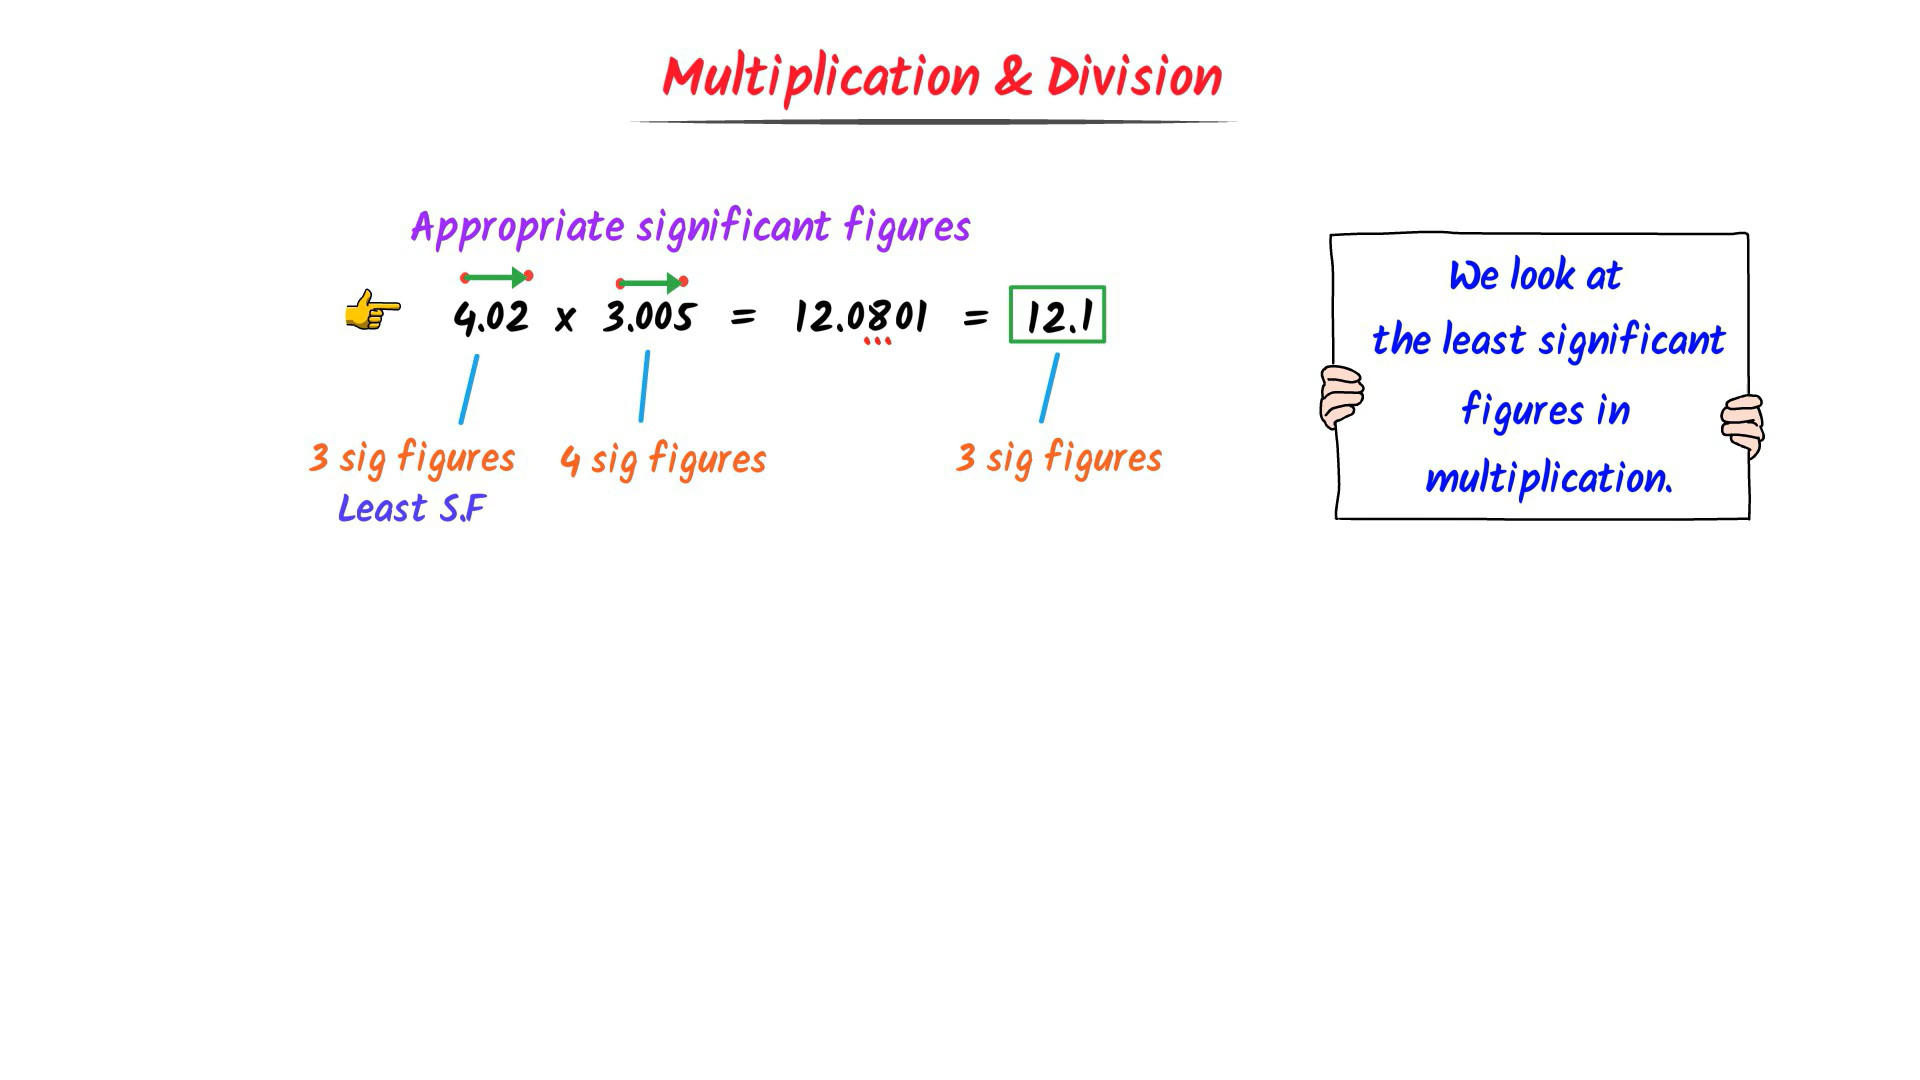 Multiplication & Division
Appropriate significant figures
4.02 x 3.005 = 12.0801 = 12.1
3 sig figures 4 sig figures 3 sig figures
Least S.F
We look at
the least significant
figures in
multiplication.